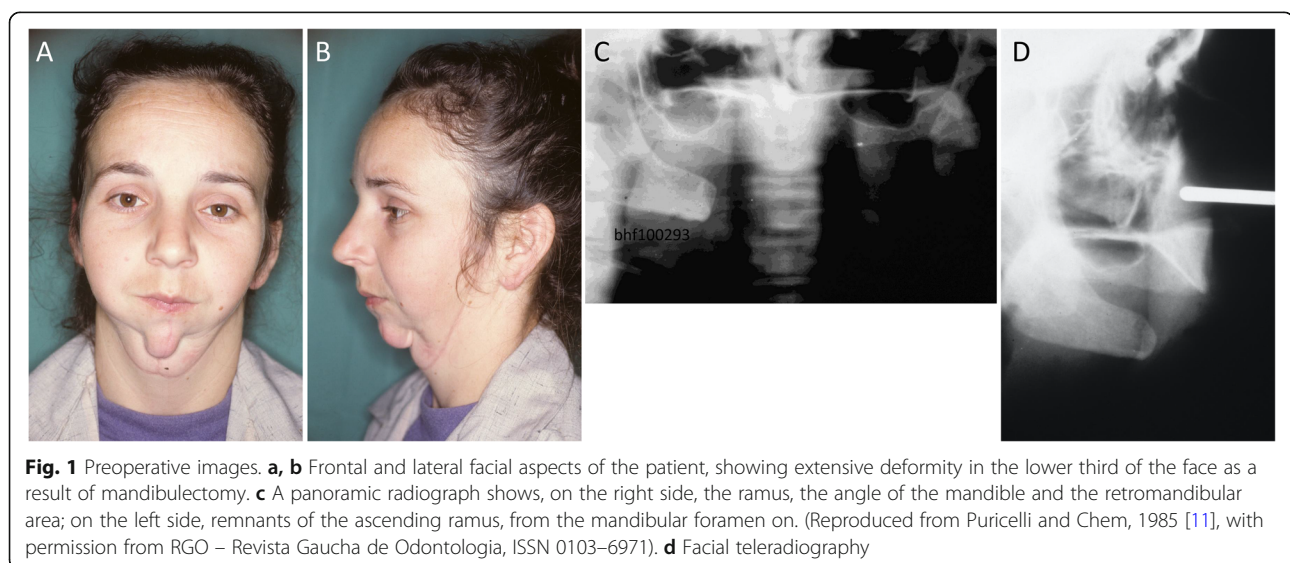 A
B
C
D
bhf100293
Fig. 1 Preoperative images. a, b Frontal and lateral facial aspects of the patient, showing extensive deformity in the lower third of the face as a
result of mandibulectomy. c A panoramic radiograph shows, on the right side, the ramus, the angle of the mandible and the retromandibular
area; on the left side, remnants of the ascending ramus, from the mandibular foramen on. (Reproduced from Puricelli and Chem, 1985 [11], with
permission from RGO – Revista Gaucha de Odontologia, ISSN 0103–6971). d Facial teleradiography